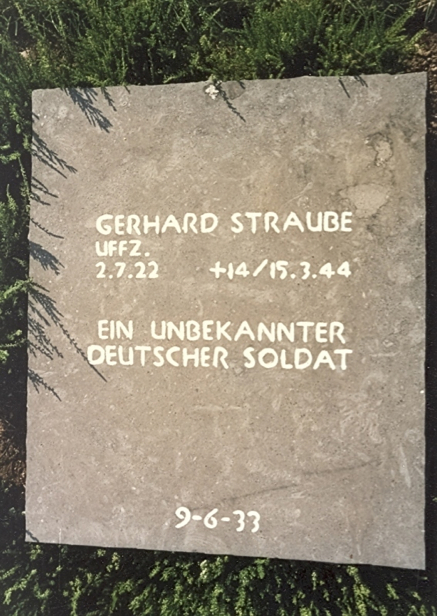 GERHARD STRAUBE
UFFZ.
2.7.22 +14/15.3.44
EIN UNBEKANNTER
DEUTSCHER SOLDAT
9-6-33